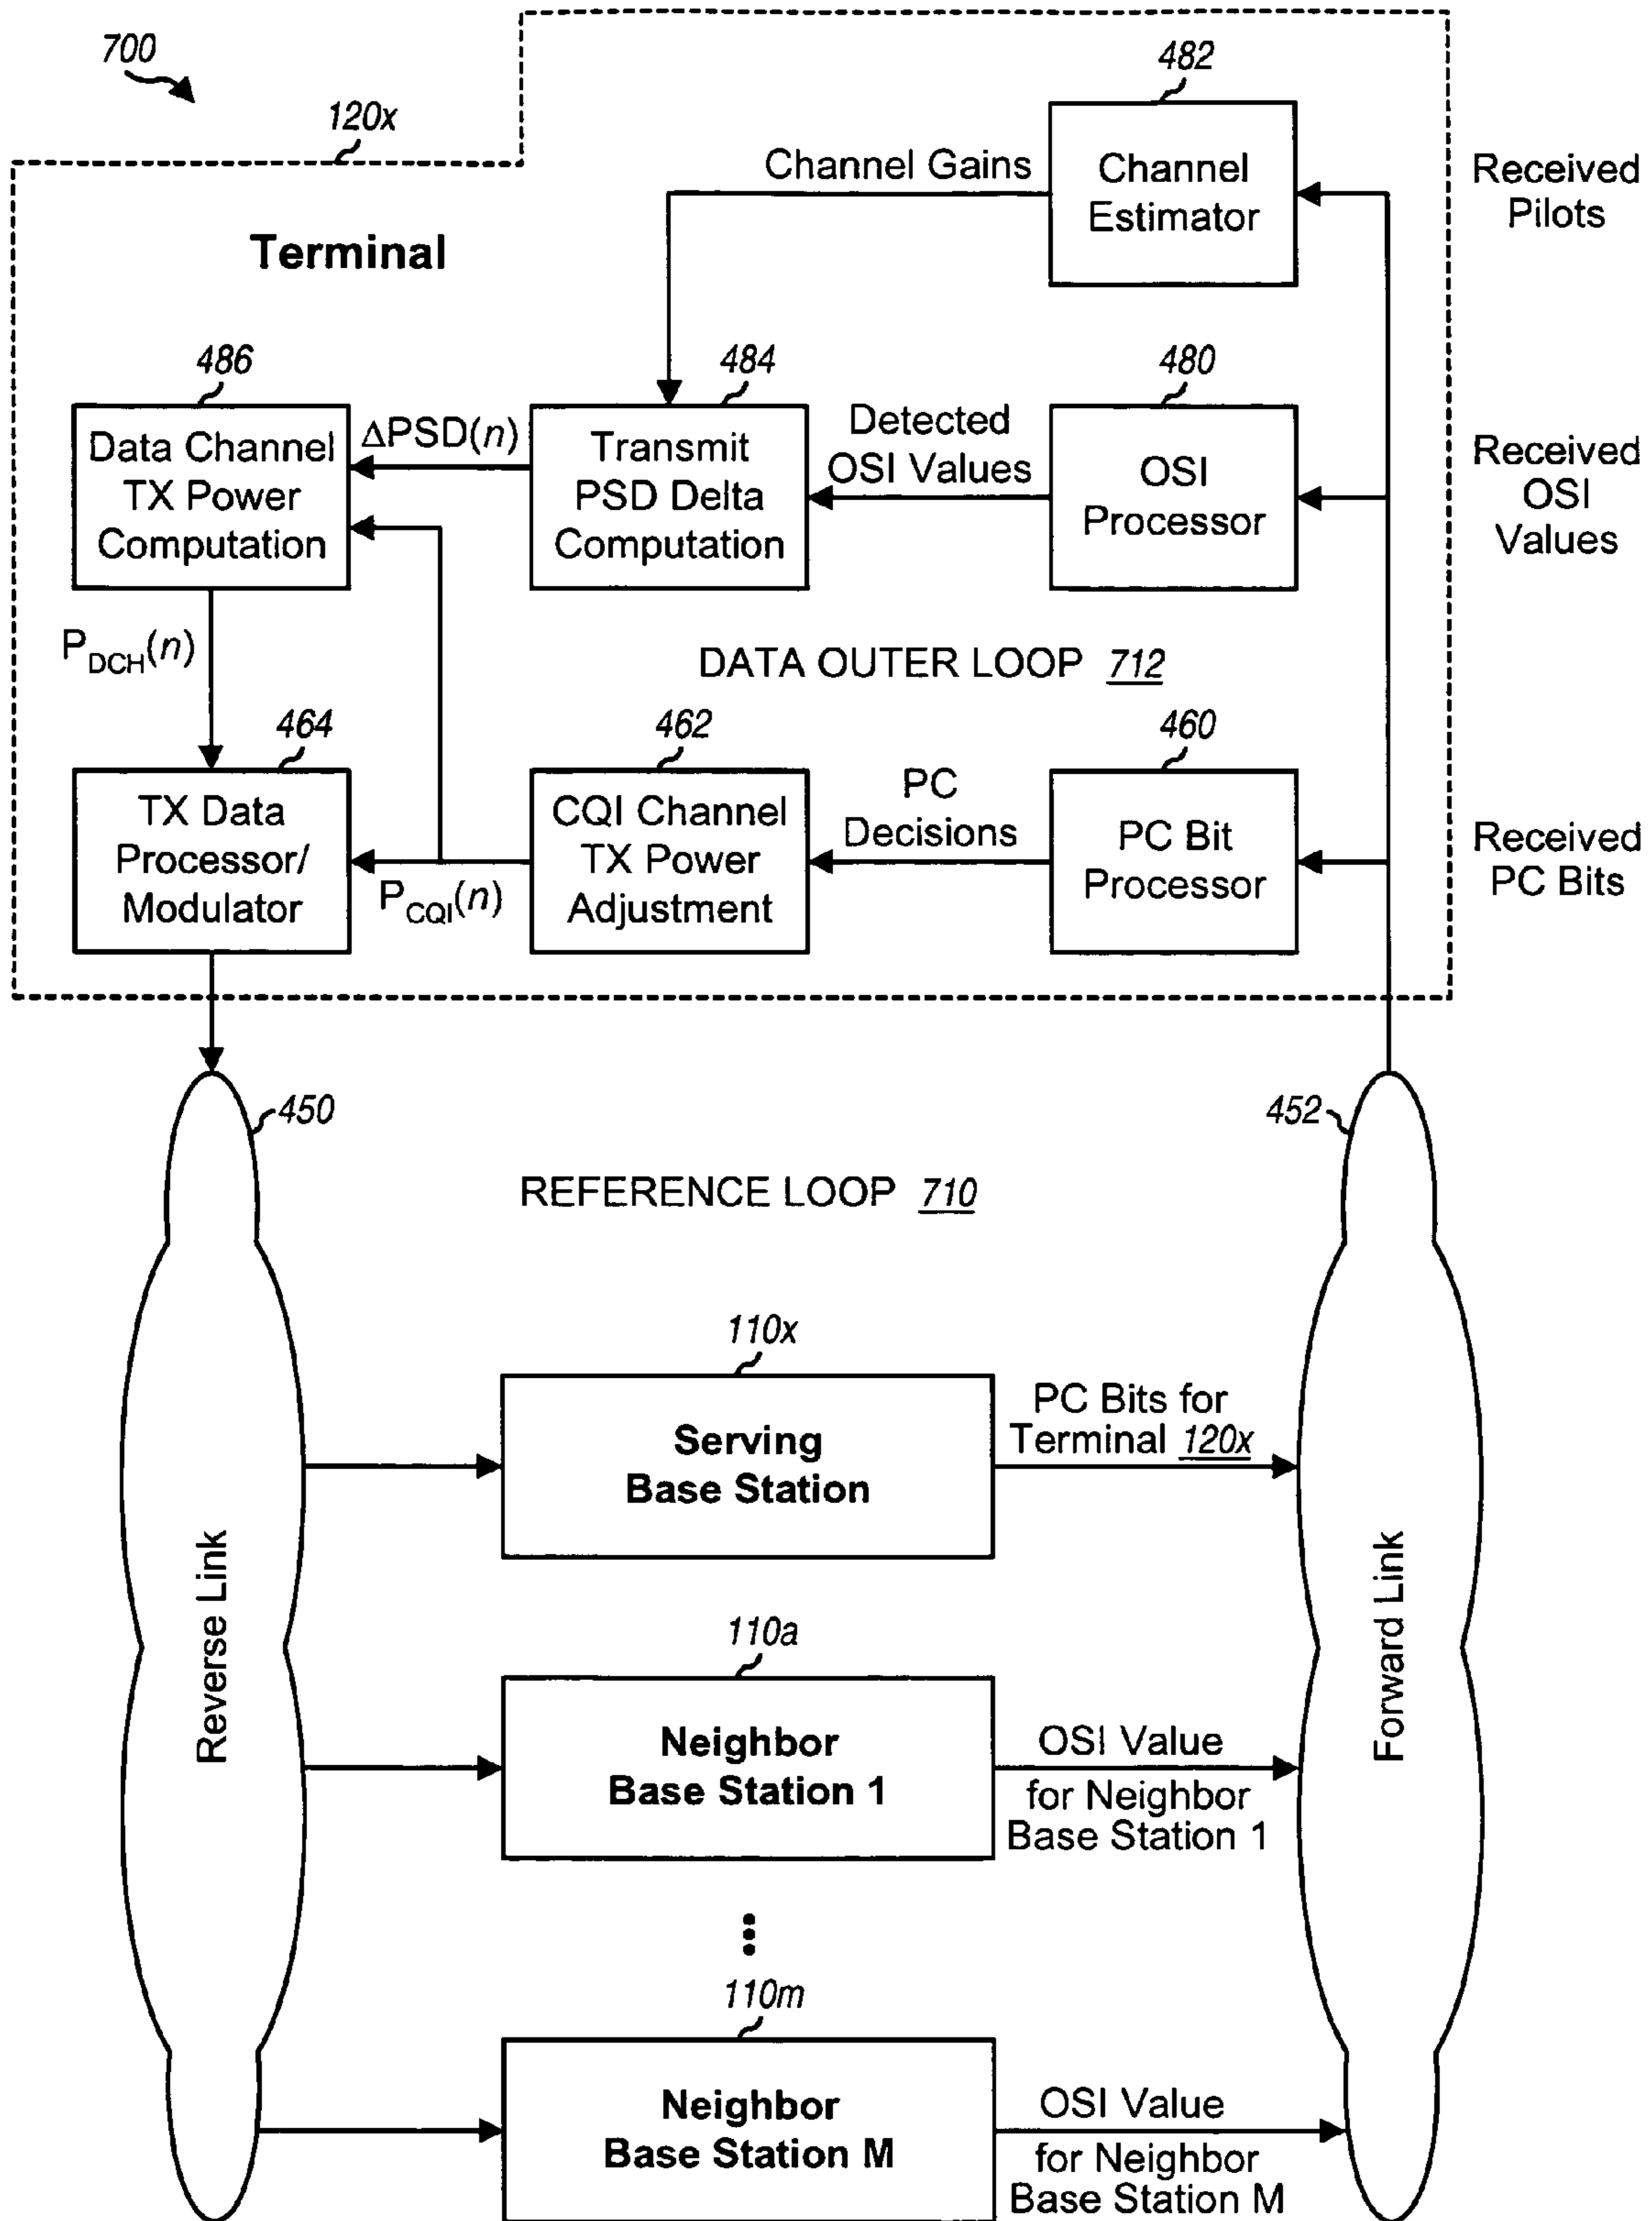 700
120x
482
Channel Gains
Channel
Estimator
Received
Pilots
Terminal
486
484
480
Data Channel
TX Power
Computation
ΔPSD(n)
Transmit
PSD Delta
Computation
Detected
OSI Values
OSI
Processor
Received
OSI
Values
P_DCH(n)
DATA OUTER LOOP 712
464
462
460
TX Data
Processor/
Modulator
P_CQI(n)
CQI Channel
TX Power
Adjustment
PC
Decisions
PC Bit
Processor
Received
PC Bits
450
452
REFERENCE LOOP 710
110x
Serving
Base Station
PC Bits for
Terminal 120x
Reverse Link
Forward Link
110a
Neighbor
Base Station 1
OSI Value
for Neighbor
Base Station 1
110m
Neighbor
Base Station M
OSI Value
for Neighbor
Base Station M